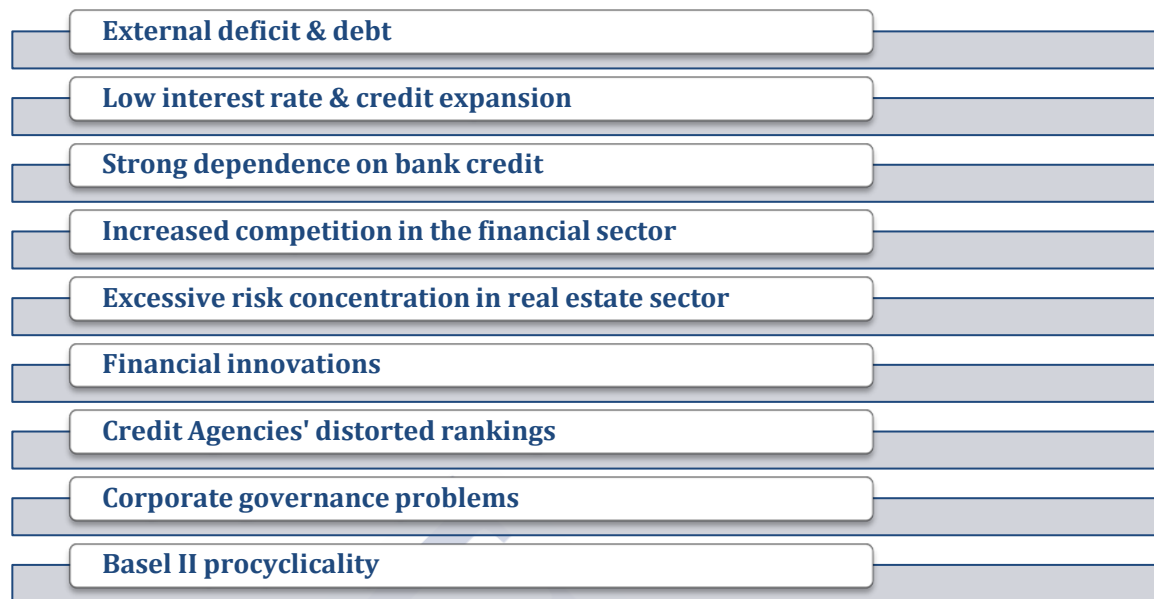 External deficit & debt
Low interest rate & credit expansion
Strong dependence on bank credit
Increased competition in the financial sector
Excessive risk concentration in real estate sector
Financial innovations
Credit Agencies' distorted rankings
Corporate governance problems
Basel II procyclicality